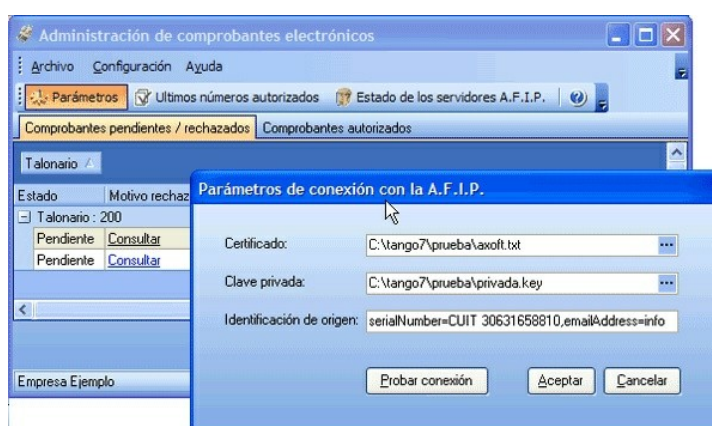 Administración de comprobantes electrónicos
Archivo Configuración Ayuda
Parámetros Ultimos números autorizados Estado de los servidores A.F.I.P.
Comprobantes pendientes / rechazados Comprobantes autorizados
Talonario
Estado Motivo rechaz
Talonario : 200
Pendiente Consultar
Pendiente Consultar
Empresa Ejemplo
Parámetros de conexión con la A.F.I.P.
Certificado: C:\tango7\prueba\axoft.txt ...
Clave privada: C:\tango7\prueba\privada.key ...
Identificación de origen: serialNumber=CUIT 30631658810,emailAddress=info
Probar conexión Aceptar Cancelar